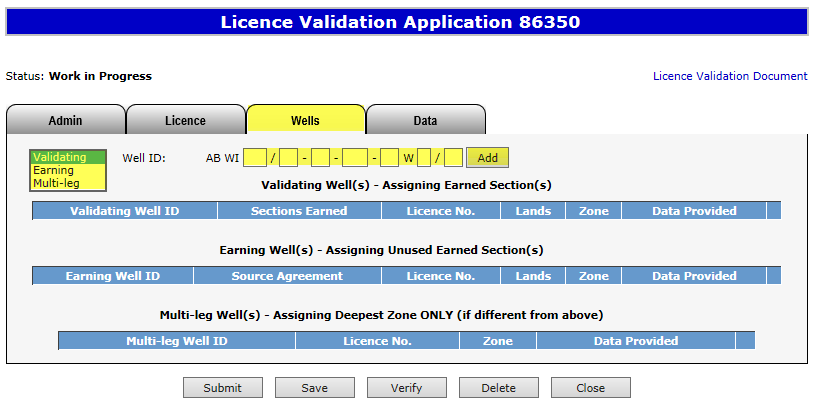 Licence Validation Application 86350
Status: Work in Progress
Licence Validation Document
Admin Licence Wells Data
Validating
Earning
Multi-leg
Well ID: AB WI / - - - W / Add
Validating Well(s) - Assigning Earned Section(s)
Validating Well ID Sections Earned Licence No. Lands Zone Data Provided
Earning Well(s) - Assigning Unused Earned Section(s)
Earning Well ID Source Agreement Licence No. Lands Zone Data Provided
Multi-leg Well(s) - Assigning Deepest Zone ONLY (if different from above)
Multi-leg Well ID Licence No. Zone Data Provided
Submit Save Verify Delete Close